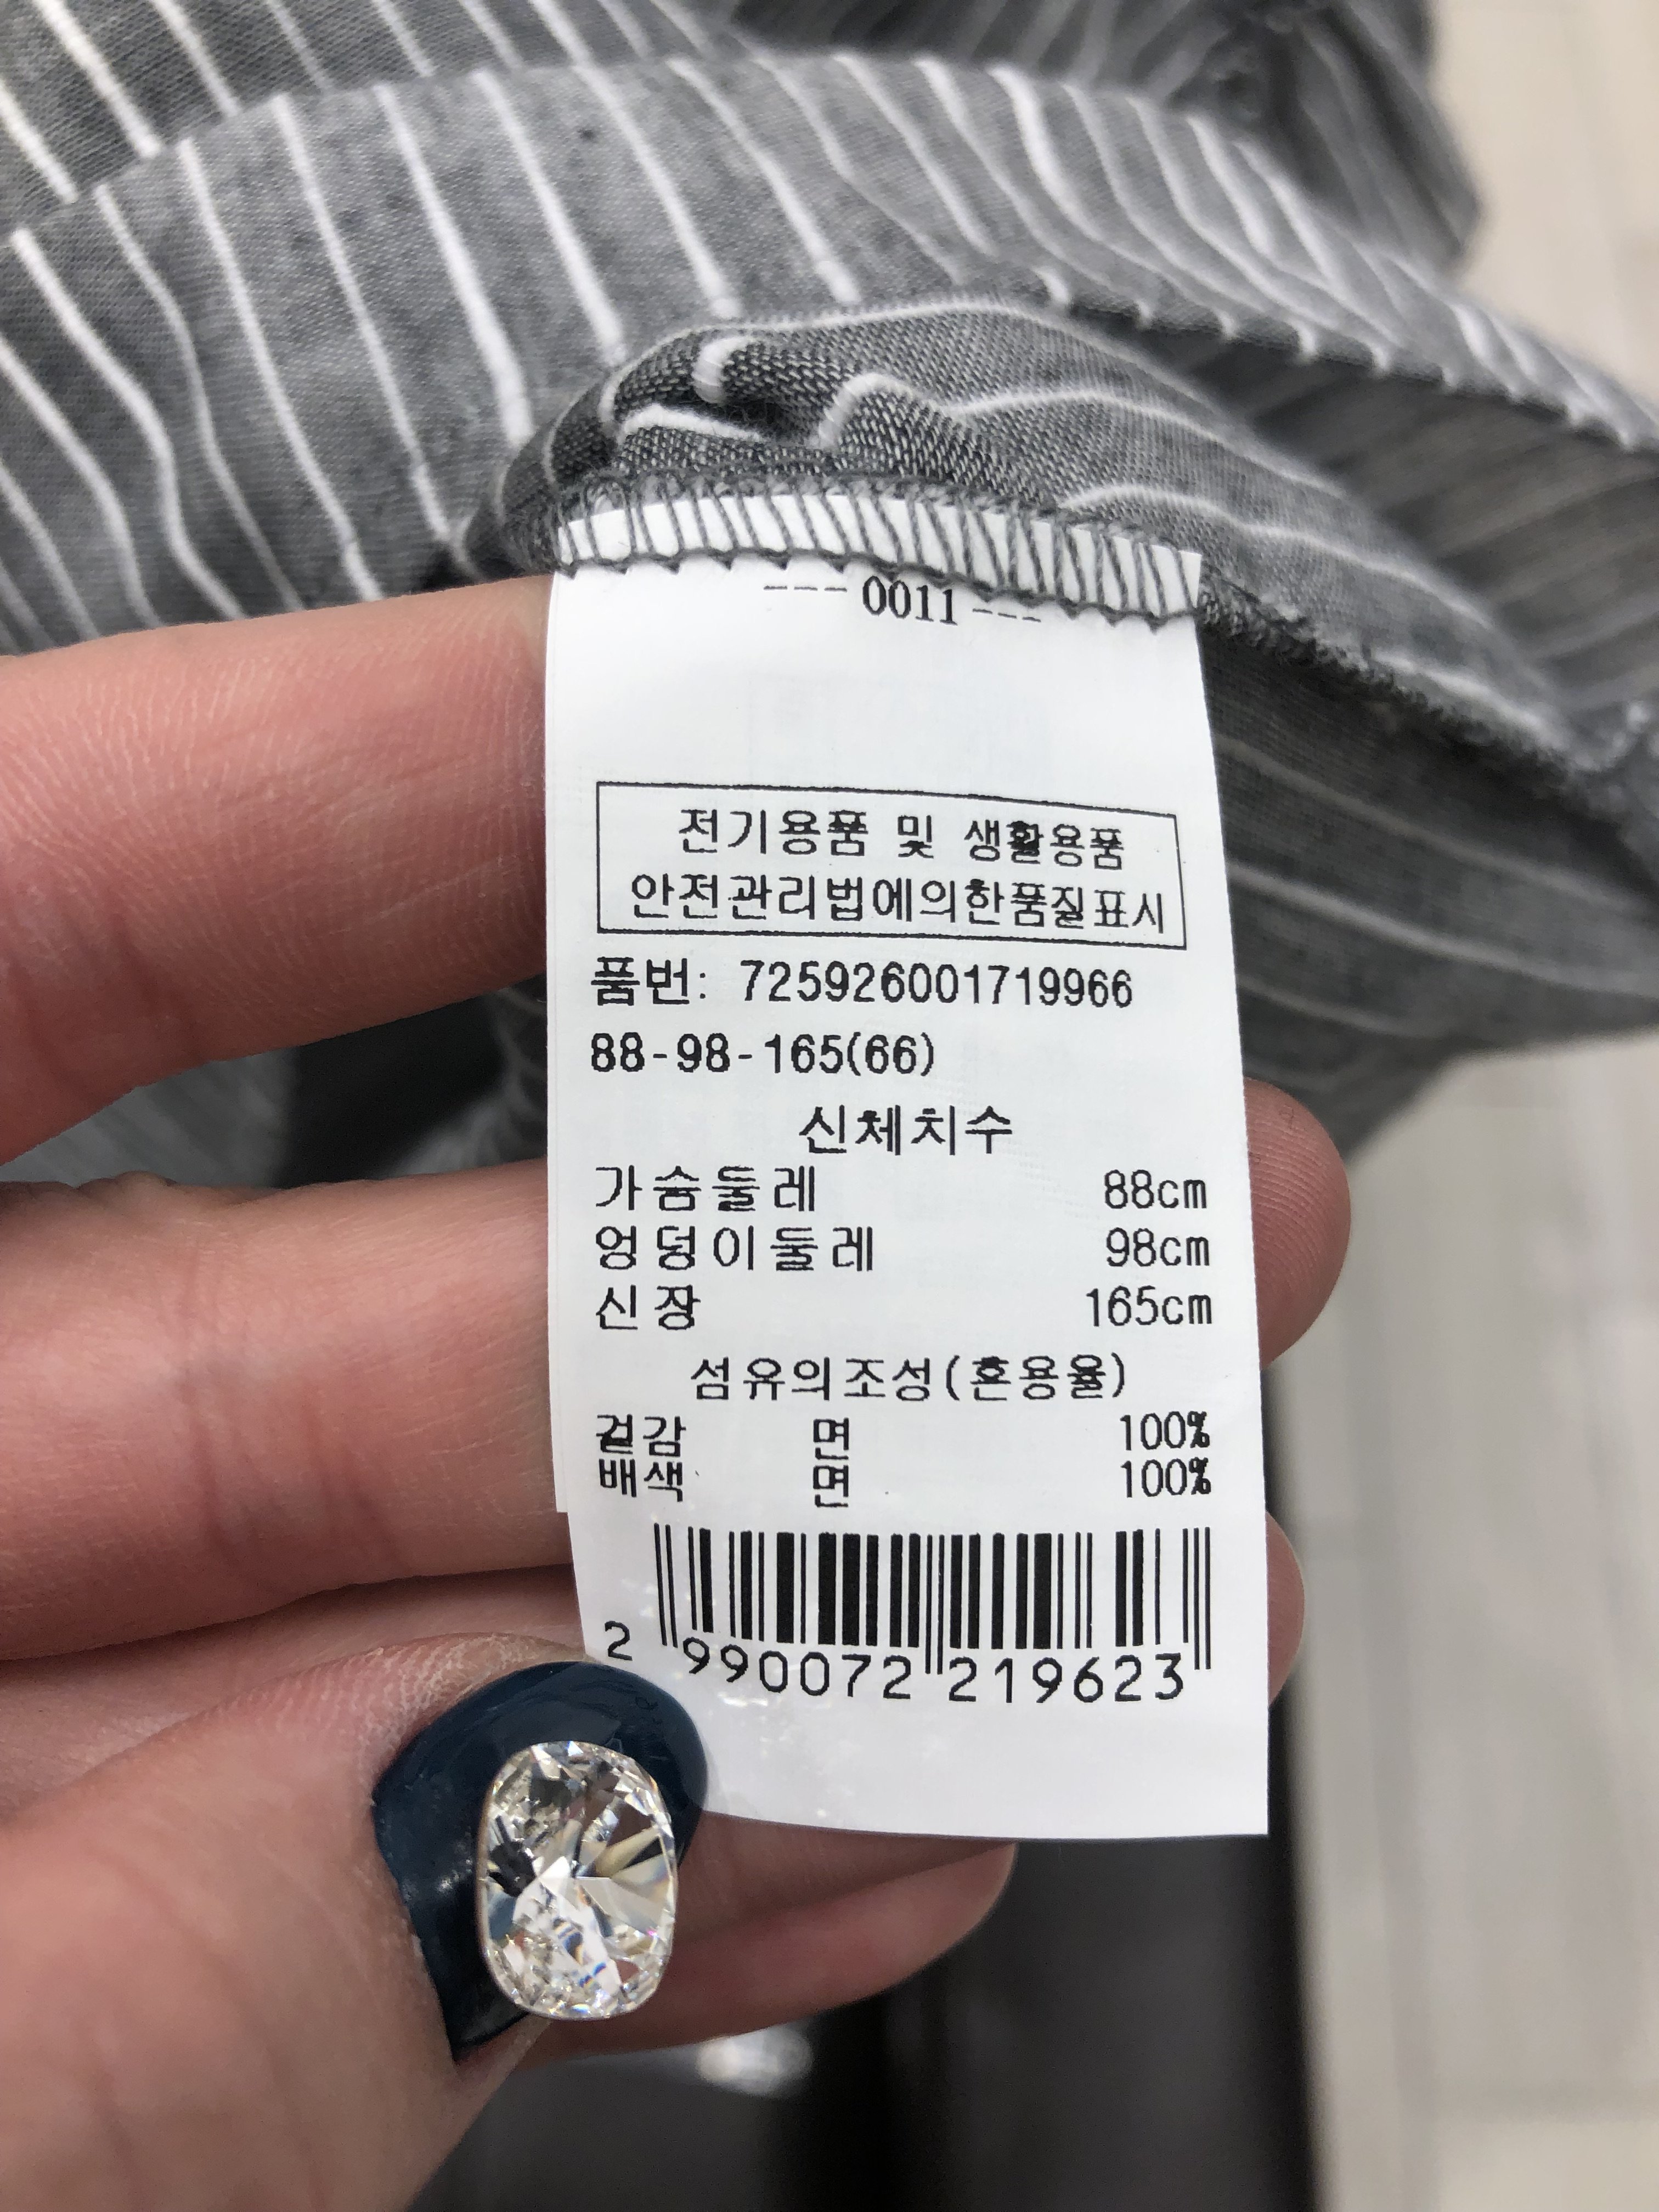 --- 0011 ---
전기용품 및 생활용품
안전관리법에의한품질표시
품번: 725926001719966
88-98-165(66)
신체치수
가슴둘레 88cm
엉덩이둘레 98cm
신장 165cm
섬유의조성(혼용율)
겉감 면 100%
배색 면 100%
2 990072 219623